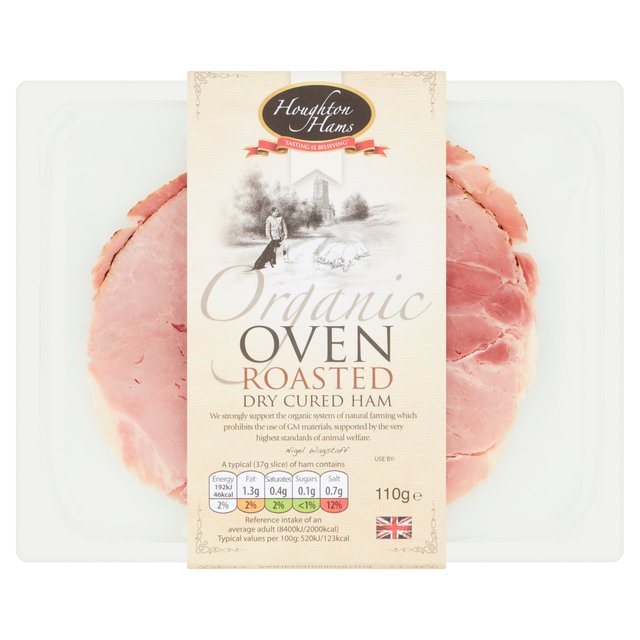 Houghton
Hams
"TASTING IS BELIEVING"
Organic
OVEN
ROASTED
DRY CURED HAM
We strongly support the organic system of natural farming which
prohibits the use of GM materials, supported by the very
highest standards of animal welfare.
Nigel Wagstaff
A typical (37g slice) of ham contains
USE BY:
Energy Fat Saturates Sugars Salt
192kJ
46kcal 1.3g 0.4g 0.1g 0.7g
2% 2% 2% <1% 12%
110g e
Reference intake of an
average adult (8400kJ/2000kcal)
Typical values per 100g: 520kJ/123kcal
WWW.HOUGHTONHAMS.CO.UK